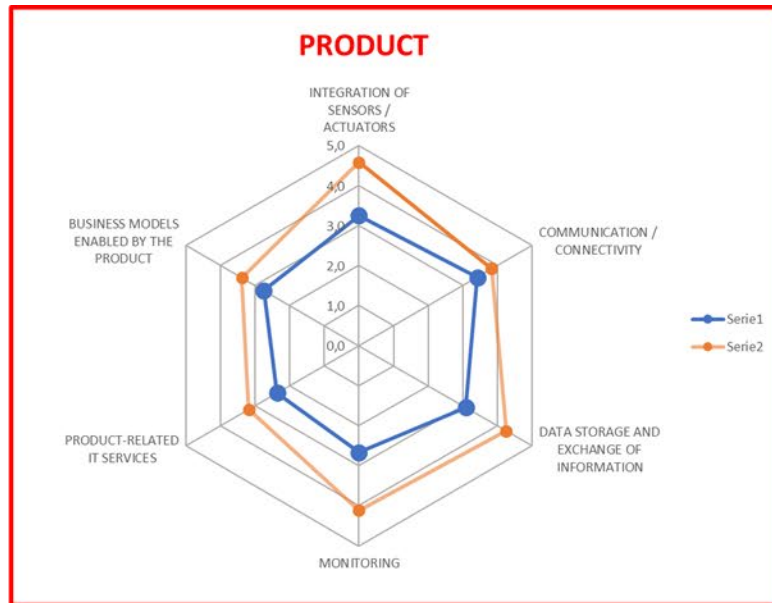 PRODUCT
INTEGRATION OF
SENSORS /
ACTUATORS
5,0
4,0
3,0
2,0
1,0
0,0
BUSINESS MODELS
ENABLED BY THE
PRODUCT
COMMUNICATION /
CONNECTIVITY
Serie1
Serie2
PRODUCT-RELATED
IT SERVICES
DATA STORAGE AND
EXCHANGE OF
INFORMATION
MONITORING